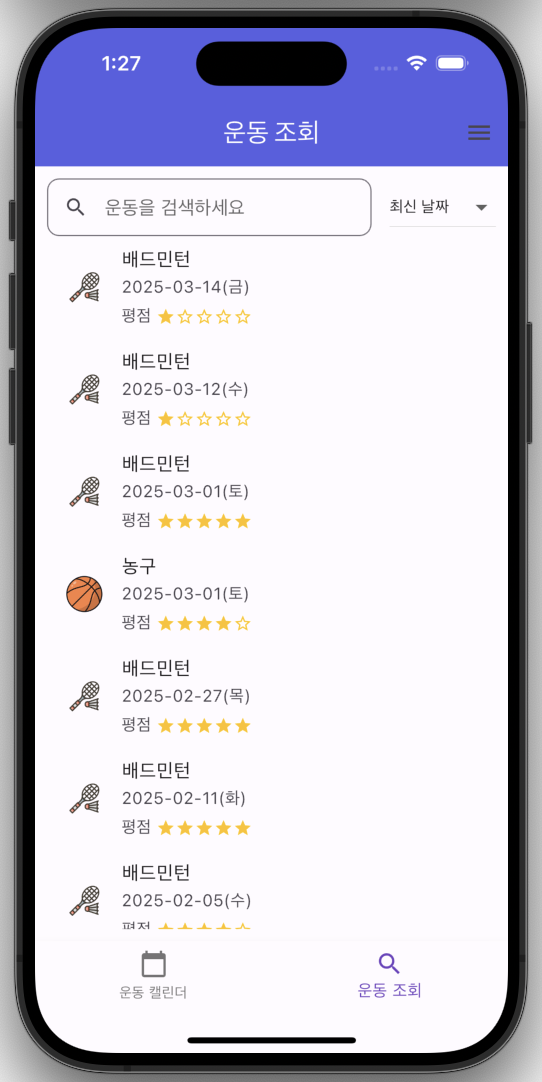 1:27
운동 조회
운동을 검색하세요
최신 날짜
배드민턴
2025-03-14(금)
평점
배드민턴
2025-03-12(수)
평점
배드민턴
2025-03-01(토)
평점
농구
2025-03-01(토)
평점
배드민턴
2025-02-27(목)
평점
배드민턴
2025-02-11(화)
평점
배드민턴
2025-02-05(수)
평점
운동 캘린더
운동 조회